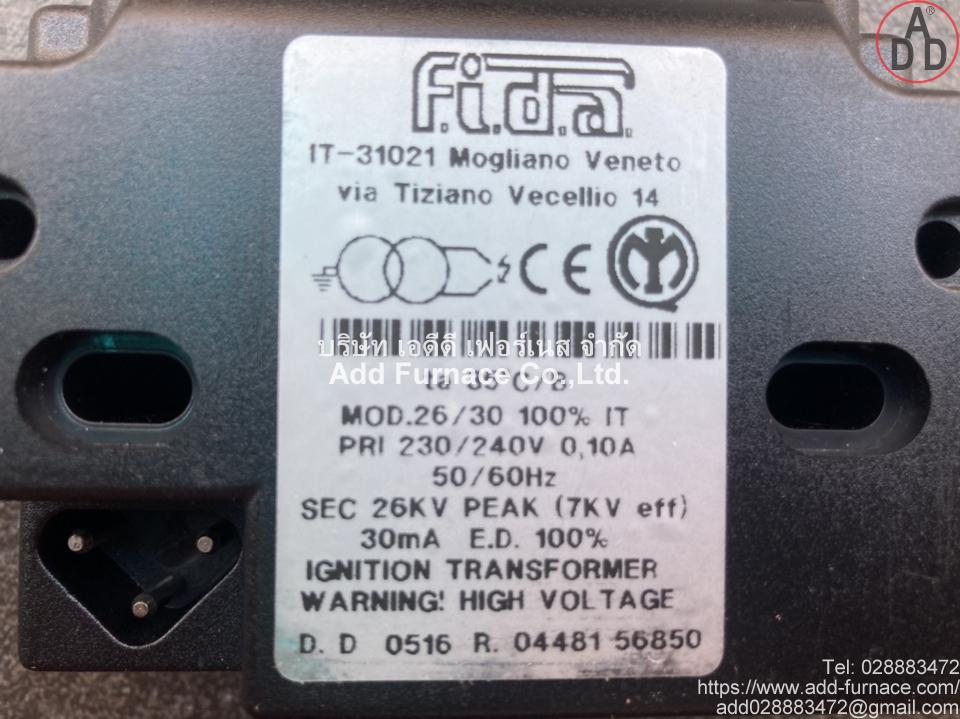 ADD®
f.i.d.a.
IT-31021 Mogliano Veneto
via Tiziano Vecellio 14
CE
บริษัท เอดีดี เฟอร์เนส จำกัด
Add Furnace Co.,Ltd.
MOD.26/30 100% IT
PRI 230/240V 0,10A
50/60Hz
SEC 26KV PEAK (7KV eff)
30mA E.D. 100%
IGNITION TRANSFORMER
WARNING! HIGH VOLTAGE
D. D 0516 R. 04481 56850
Tel: 028883472
https://www.add-furnace.com/
add028883472@gmail.com